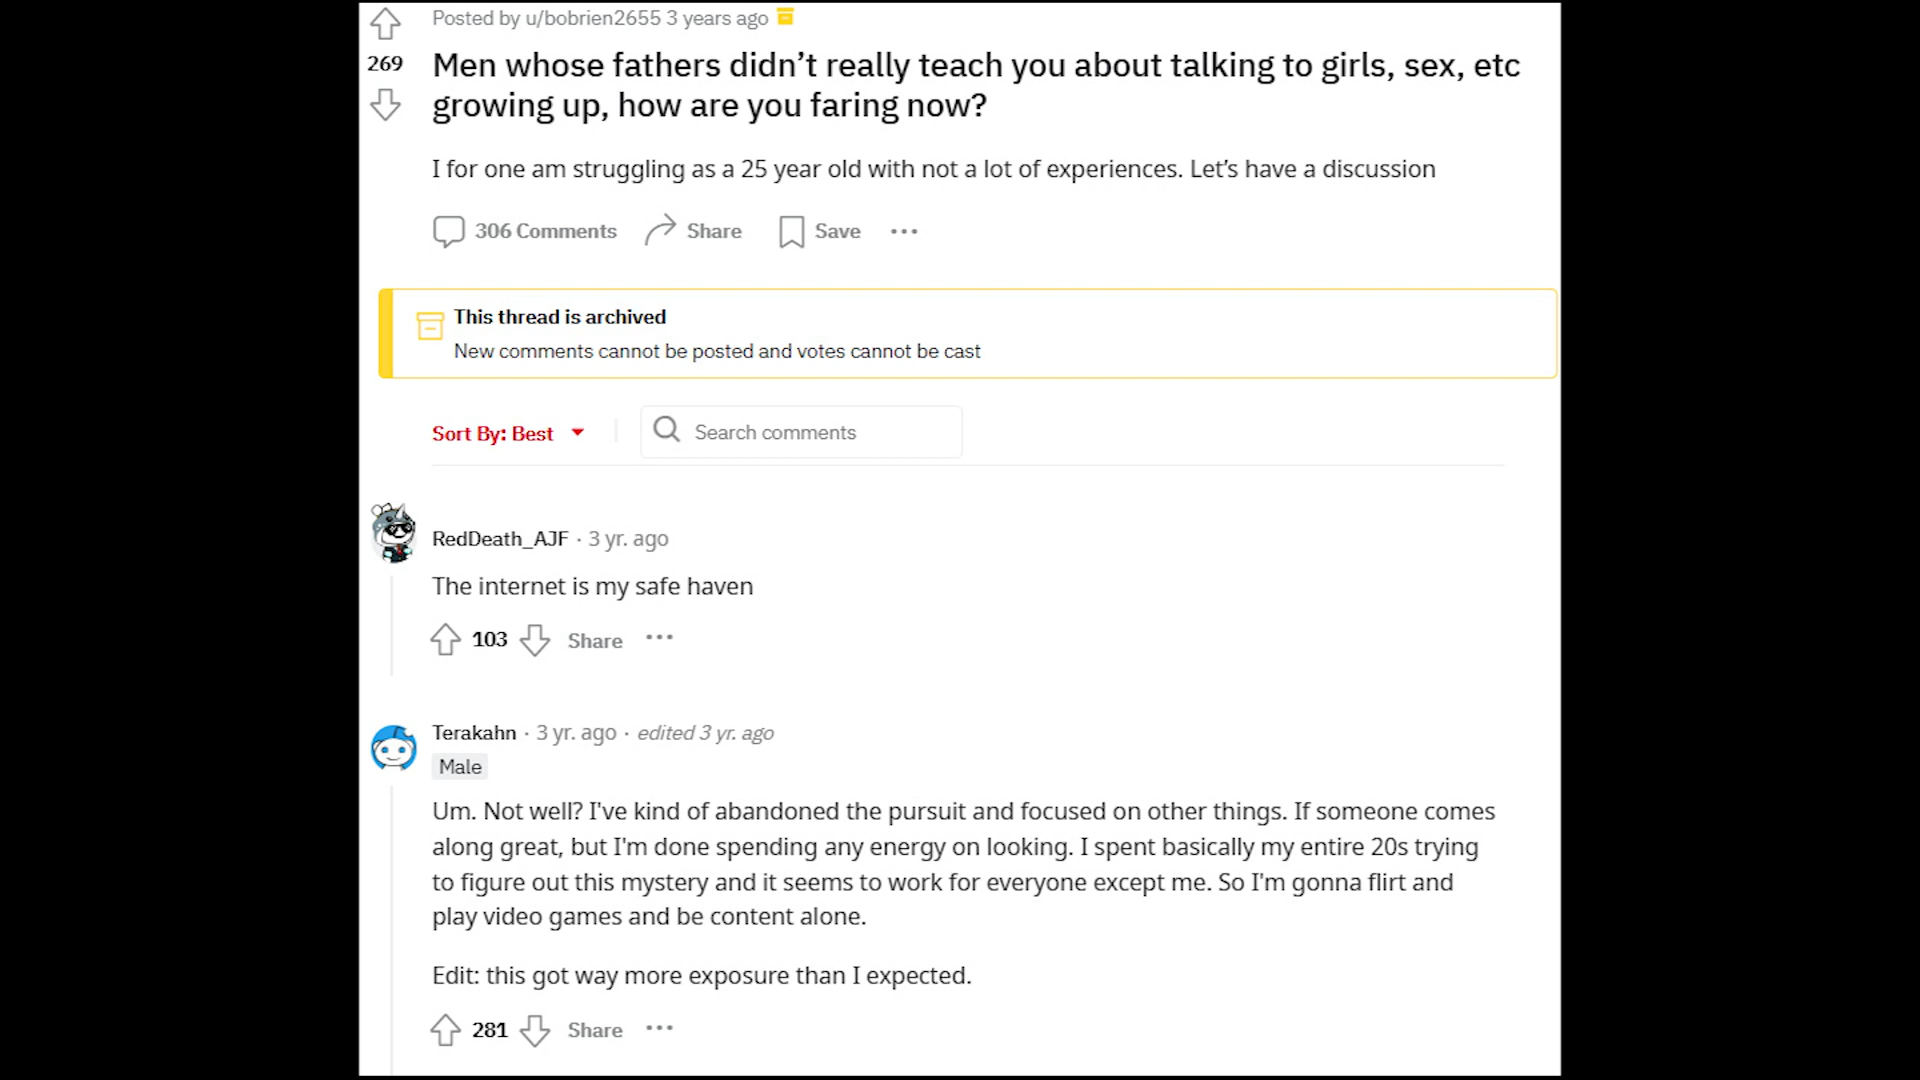 Posted by u/bobrien2655 3 years ago
269
Men whose fathers didn’t really teach you about talking to girls, sex, etc
growing up, how are you faring now?
I for one am struggling as a 25 year old with not a lot of experiences. Let’s have a discussion
306 Comments Share Save
This thread is archived
New comments cannot be posted and votes cannot be cast
Sort By: Best Search comments
RedDeath_AJF · 3 yr. ago
The internet is my safe haven
103 Share
Terakahn · 3 yr. ago · edited 3 yr. ago
Male
Um. Not well? I've kind of abandoned the pursuit and focused on other things. If someone comes
along great, but I'm done spending any energy on looking. I spent basically my entire 20s trying
to figure out this mystery and it seems to work for everyone except me. So I'm gonna flirt and
play video games and be content alone.
Edit: this got way more exposure than I expected.
281 Share